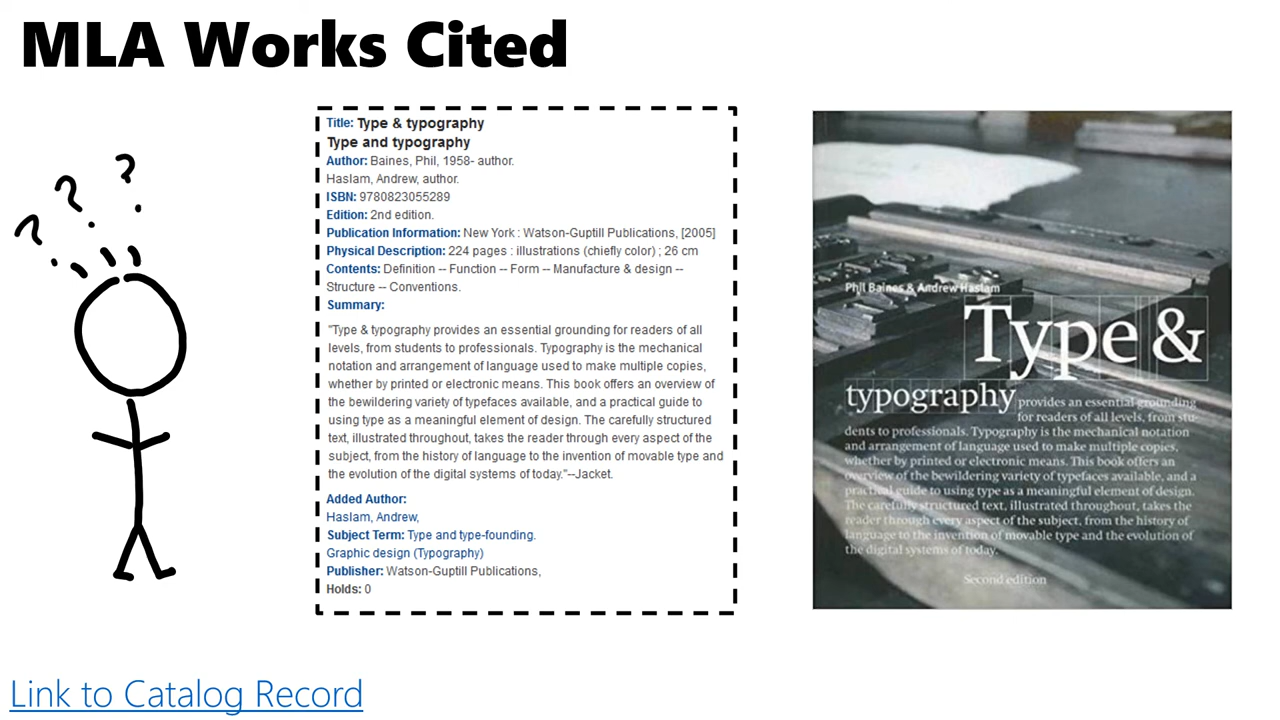 MLA Works Cited
? ? ?
Title: Type & typography
Type and typography
Author: Baines, Phil, 1958- author.
Haslam, Andrew, author.
ISBN: 9780823055289
Edition: 2nd edition.
Publication Information: New York : Watson-Guptill Publications, [2005]
Physical Description: 224 pages : illustrations (chiefly color) ; 26 cm
Contents: Definition -- Function -- Form -- Manufacture & design --
Structure -- Conventions.
Summary:
"Type & typography provides an essential grounding for readers of all
levels, from students to professionals. Typography is the mechanical
notation and arrangement of language used to make multiple copies,
whether by printed or electronic means. This book offers an overview of
the bewildering variety of typefaces available, and a practical guide to
using type as a meaningful element of design. The carefully structured
text, illustrated throughout, takes the reader through every aspect of the
subject, from the history of language to the invention of movable type and
the evolution of the digital systems of today."--Jacket.
Added Author:
Haslam, Andrew,
Subject Term: Type and type-founding.
Graphic design (Typography)
Publisher: Watson-Guptill Publications,
Holds: 0
Phil Baines & Andrew Haslam
Type &
typography provides an essential grounding
for readers of all levels, from stu-
dents to professionals. Typography is the mechanical notation
and arrangement of language used to make multiple copies,
whether by printed or electronic means. This book offers an
overview of the bewildering variety of typefaces available, and a
practical guide to using type as a meaningful element of design.
The carefully structured text, illustrated throughout, takes the
reader through every aspect of the subject, from the history of
language to the invention of movable type and the evolution of
the digital systems of today.
Second edition
Link to Catalog Record